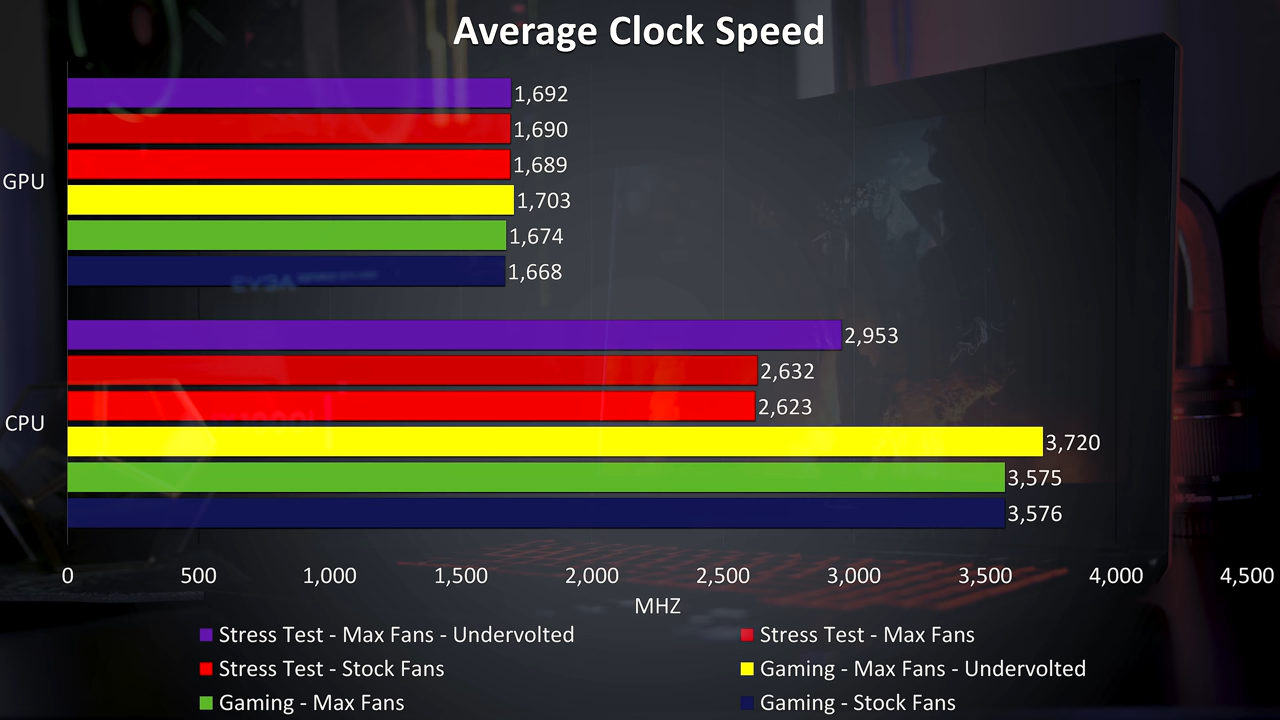 Average Clock Speed
GPU
1,692
1,690
1,689
1,703
1,674
1,668
EVGA
CPU
2,953
2,632
2,623
3,720
3,575
3,576
0 500 1,000 1,500 2,000 2,500 3,000 3,500 4,000 4,500
MHZ
Stress Test - Max Fans - Undervolted
Stress Test - Max Fans
Stress Test - Stock Fans
Gaming - Max Fans - Undervolted
Gaming - Max Fans
Gaming - Stock Fans